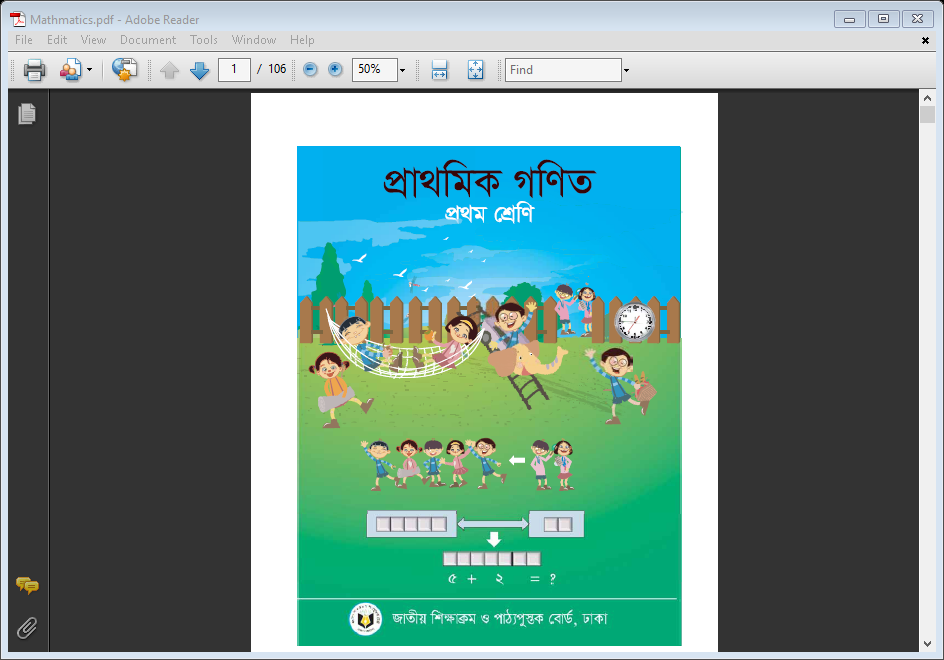 Mathmatics.pdf - Adobe Reader
File Edit View Document Tools Window Help
1 / 106 50% Find
প্রাথমিক গণিত
প্রথম শ্রেণি
৫ + ২ = ?
জাতীয় শিক্ষাক্রম ও পাঠ্যপুস্তক বোর্ড, ঢাকা